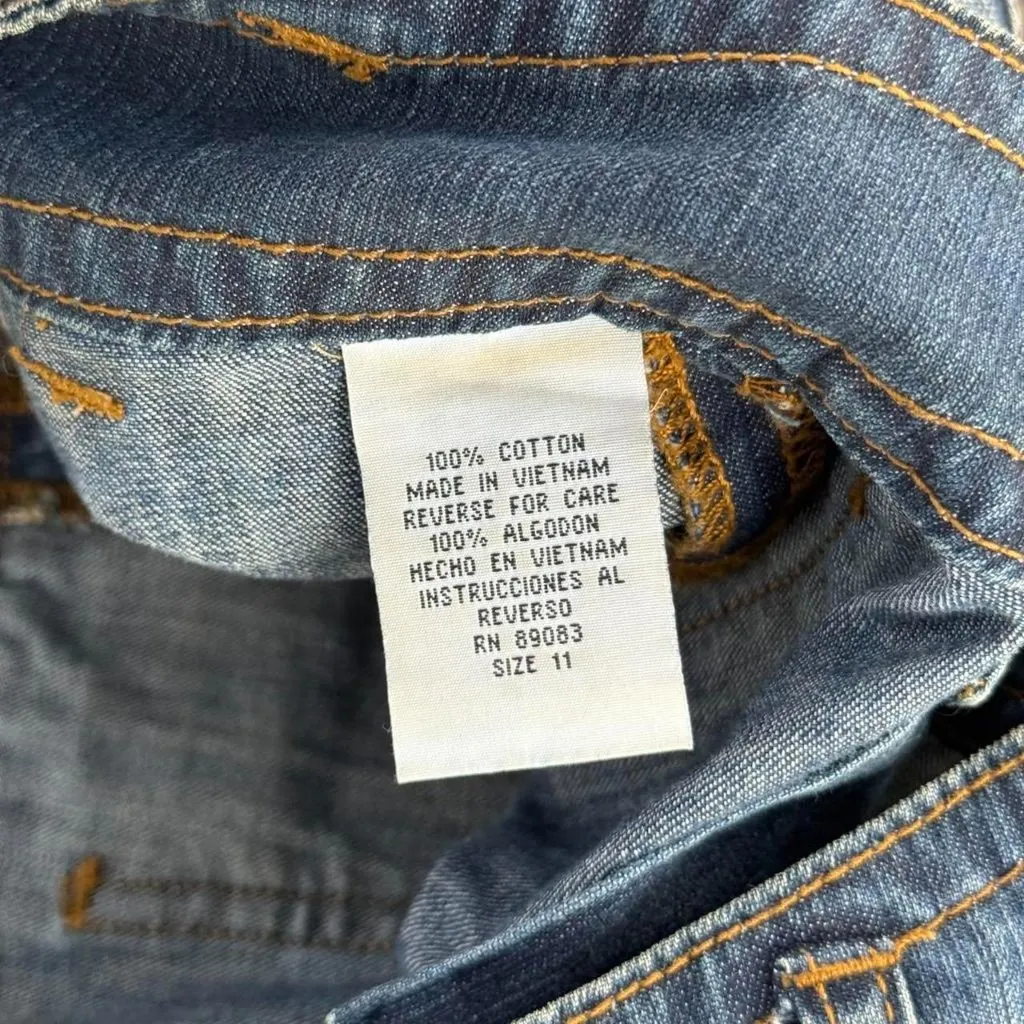 100% COTTON
MADE IN VIETNAM
REVERSE FOR CARE
100% ALGODON
HECHO EN VIETNAM
INSTRUCCIONES AL
REVERSO
RN 89083
SIZE 11